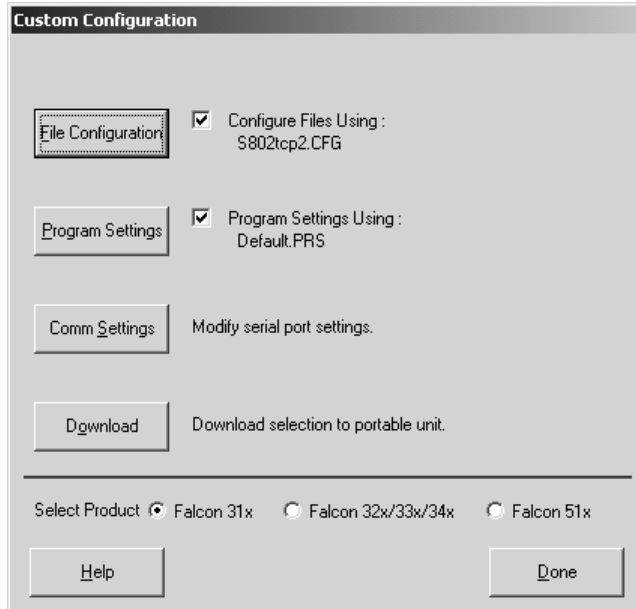 Custom Configuration
File Configuration
Configure Files Using :
S802tcp2.CFG
Program Settings
Program Settings Using :
Default.PRS
Comm Settings
Modify serial port settings.
Download
Download selection to portable unit.
Select Product Falcon 31x Falcon 32x/33x/34x Falcon 51x
Help Done